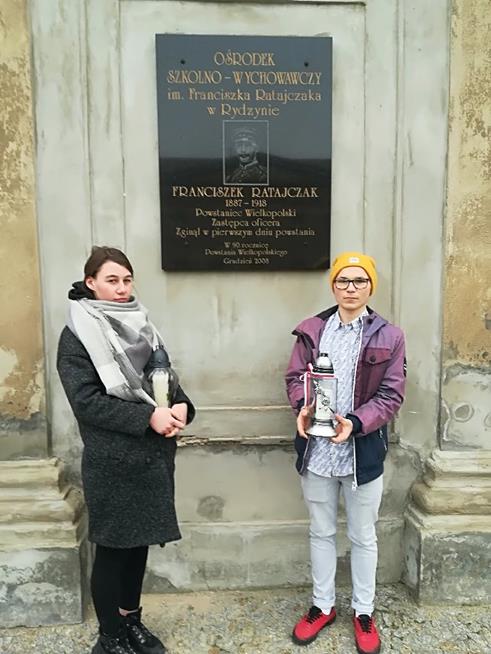 OŚRODEK
SZKOLNO - WYCHOWAWCZY
im. Franciszka Ratajczaka
w Rydzynie
FRANCISZEK RATAJCZAK
1887 - 1918
Powstaniec Wielkopolski
Zastępca oficera
Zginął w pierwszym dniu powstania
W 90 rocznicę
Powstania Wielkopolskiego
Grudzień 2008